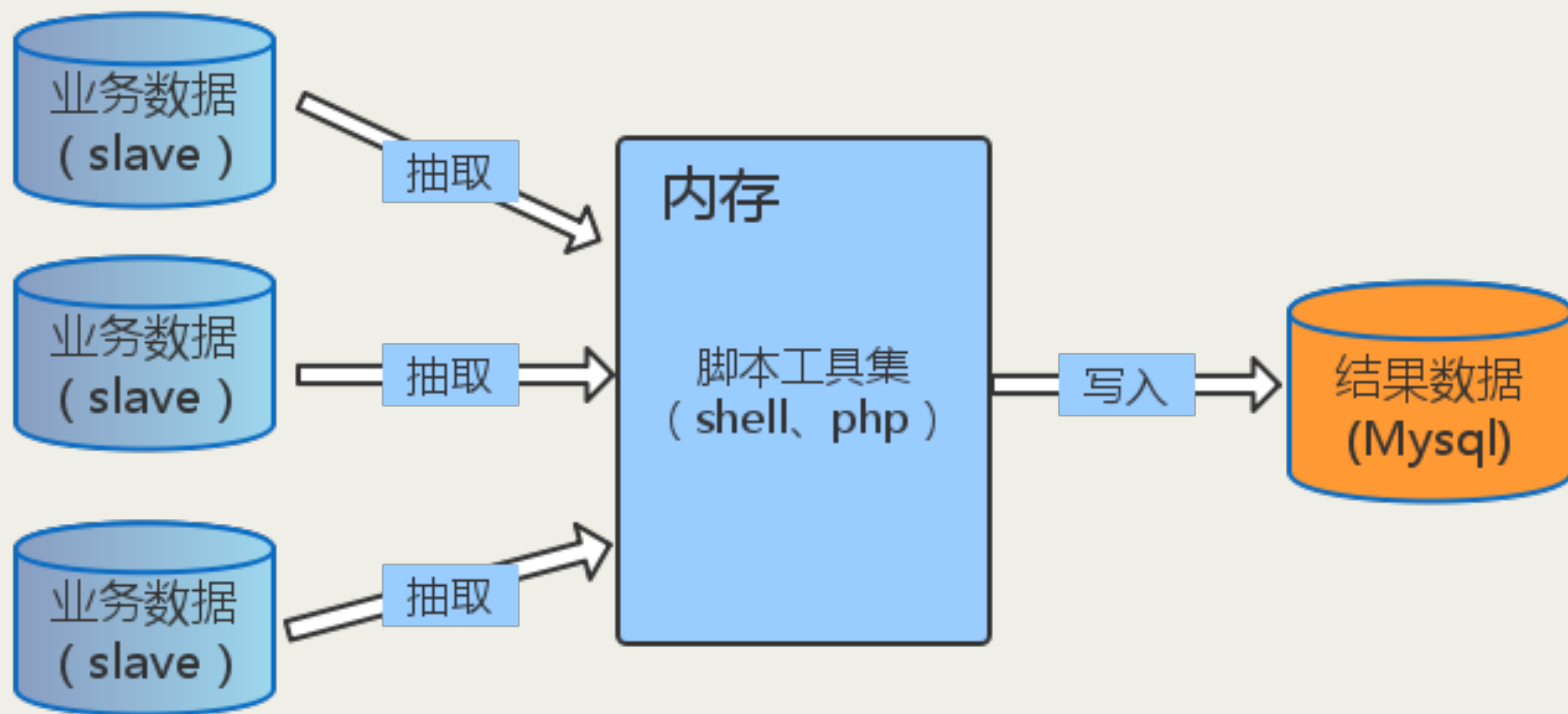 业务数据
（slave）
抽取
内存
业务数据
（slave）
抽取
脚本工具集
（shell、php）
写入
结果数据
(Mysql)
业务数据
（slave）
抽取